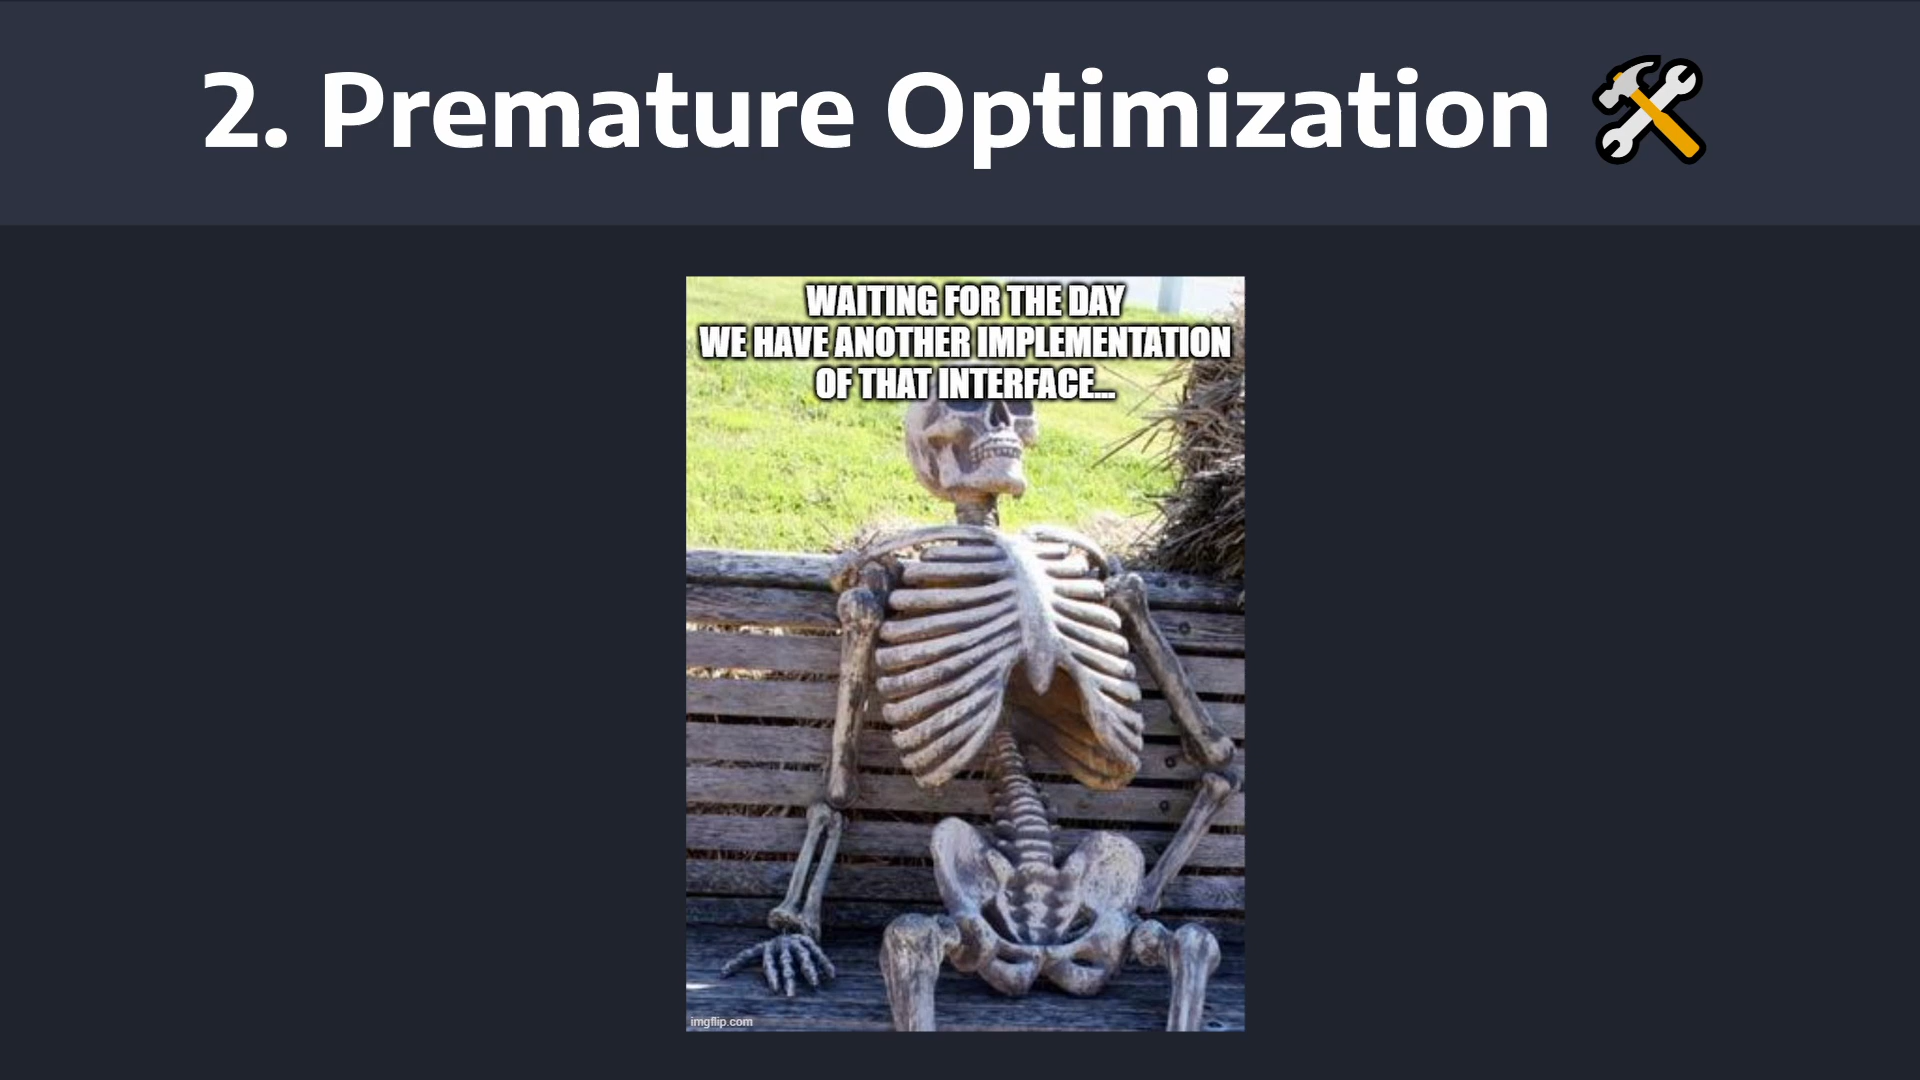 2. Premature Optimization
WAITING FOR THE DAY
WE HAVE ANOTHER IMPLEMENTATION
OF THAT INTERFACE...
imgflip.com